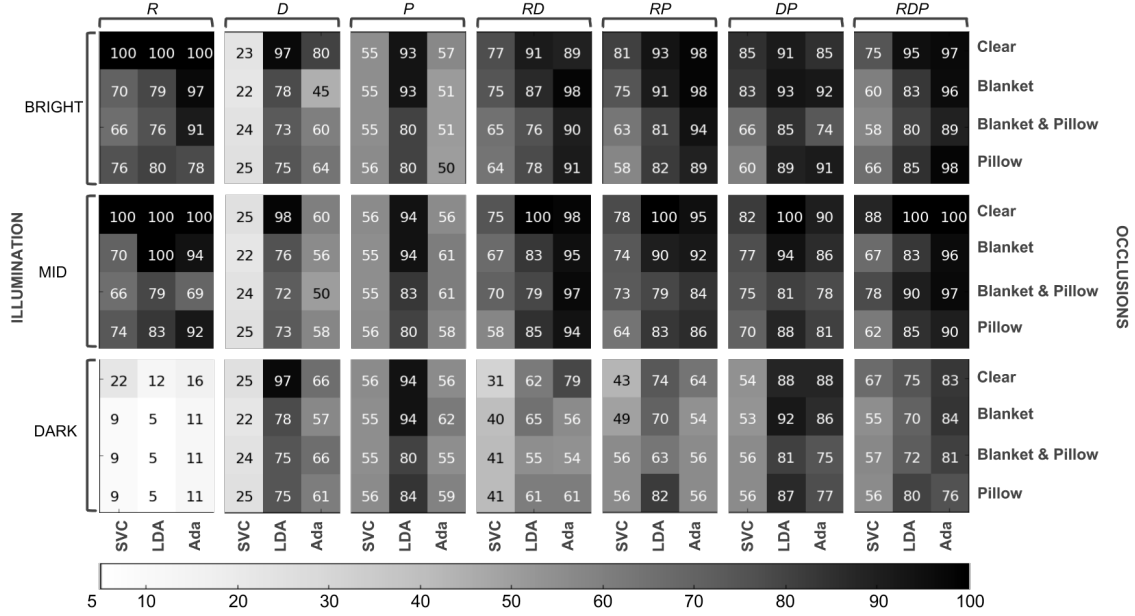 R D P RD RP DP RDP
100 100 100 23 97 80 55 93 57 77 91 89 81 93 98 85 91 85 75 95 97 Clear
70 79 97 22 78 45 55 93 51 75 87 98 75 91 98 83 93 92 60 83 96 Blanket
BRIGHT
66 76 91 24 73 60 55 80 51 65 76 90 63 81 94 66 85 74 58 80 89 Blanket & Pillow
76 80 78 25 75 64 56 80 50 64 78 91 58 82 89 60 89 91 66 85 98 Pillow
100 100 100 25 98 60 56 94 56 75 100 98 78 100 95 82 100 90 88 100 100 Clear
70 100 94 22 76 56 55 94 61 67 83 95 74 90 92 77 94 86 67 83 96 Blanket
MID
66 79 69 24 72 50 55 83 61 70 79 97 73 79 84 75 81 78 78 90 97 Blanket & Pillow
74 83 92 25 73 58 56 80 58 58 85 94 64 83 86 70 88 81 62 85 90 Pillow
22 12 16 25 97 66 56 94 56 31 62 79 43 74 64 54 88 88 67 75 83 Clear
9 5 11 22 78 57 55 94 62 40 65 56 49 70 54 53 92 86 55 70 84 Blanket
DARK
9 5 11 24 75 66 55 80 55 41 55 54 56 63 56 56 81 75 57 72 81 Blanket & Pillow
9 5 11 25 75 61 56 84 59 41 61 61 56 82 56 56 87 77 56 80 76 Pillow
SVC LDA Ada SVC LDA Ada SVC LDA Ada SVC LDA Ada SVC LDA Ada SVC LDA Ada SVC LDA Ada
5 10 20 30 40 50 60 70 80 90 100
ILLUMINATION
OCCLUSIONS